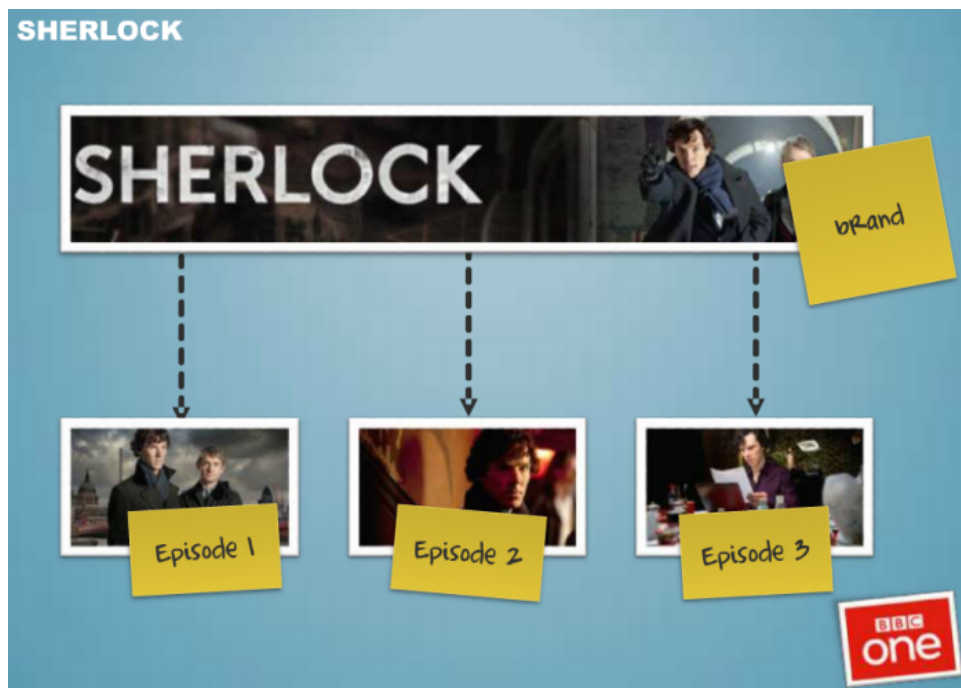 SHERLOCK
SHERLOCK
bRand
Episode 1
Episode 2
Episode 3
BBC
one